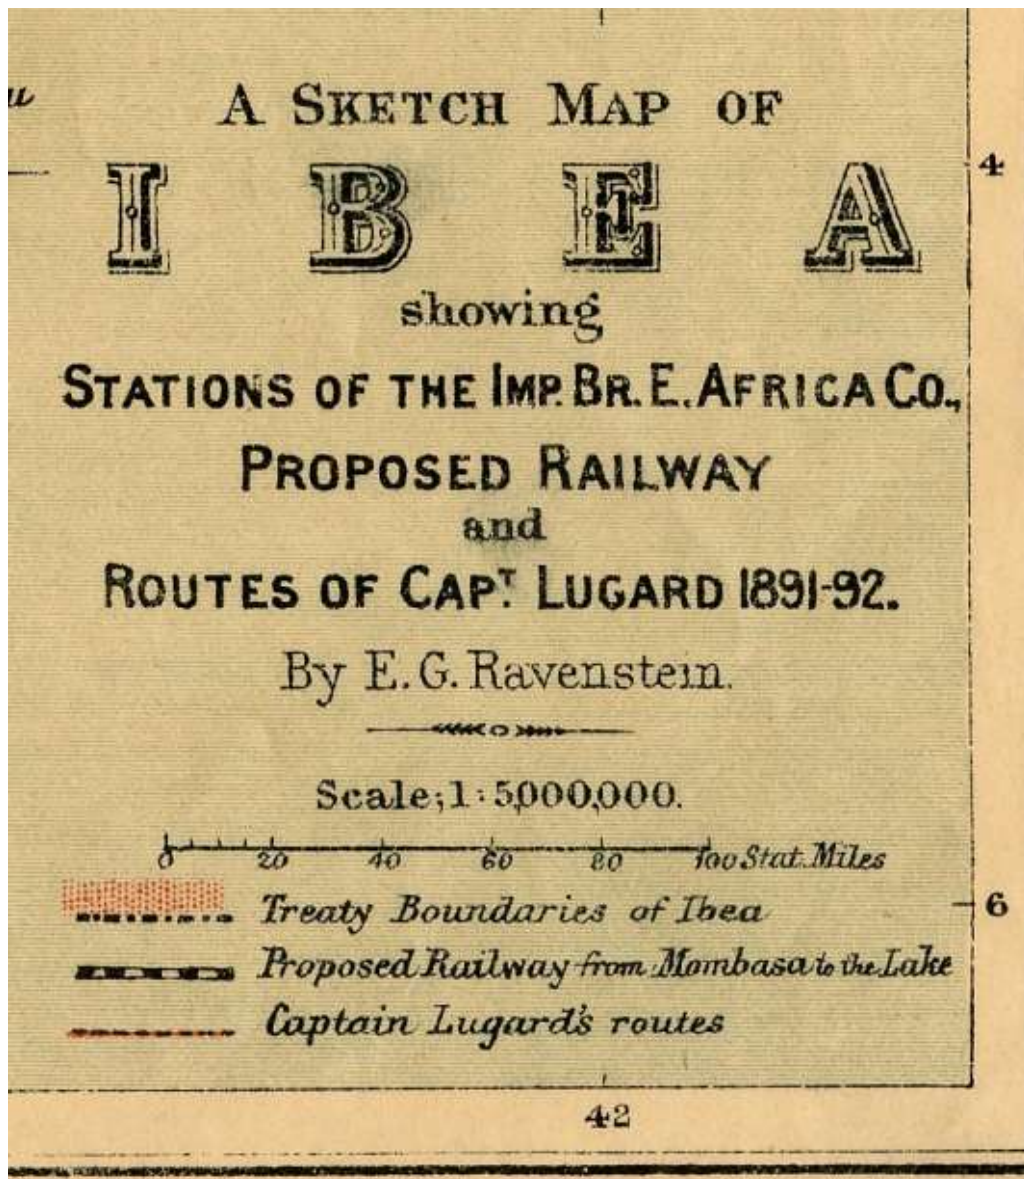 A SKETCH MAP OF
4
I B E A
showing
STATIONS OF THE IMP. BR. E. AFRICA CO.,
PROPOSED RAILWAY
and
ROUTES OF CAPT. LUGARD 1891-92.
By E. G. Ravenstein.
Scale, 1:5,000,000.
0 20 40 60 80 100 Stat. Miles
Treaty Boundaries of Ibea
6
Proposed Railway from Mombasa to the Lake
Captain Lugard's routes
42